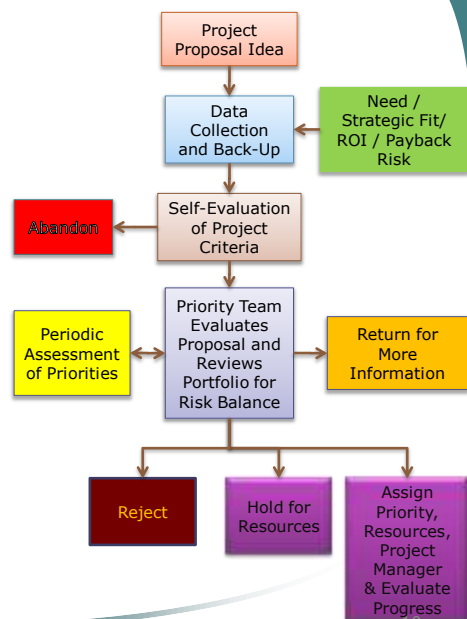 Project
Proposal Idea
Data
Collection
and Back-Up
Need /
Strategic Fit/
ROI / Payback
Risk
Abandon
Self-Evaluation
of Project
Criteria
Periodic
Assessment
of Priorities
Priority Team
Evaluates
Proposal and
Reviews
Portfolio for
Risk Balance
Return for
More
Information
Reject
Hold for
Resources
Assign
Priority,
Resources,
Project
Manager
& Evaluate
Progress